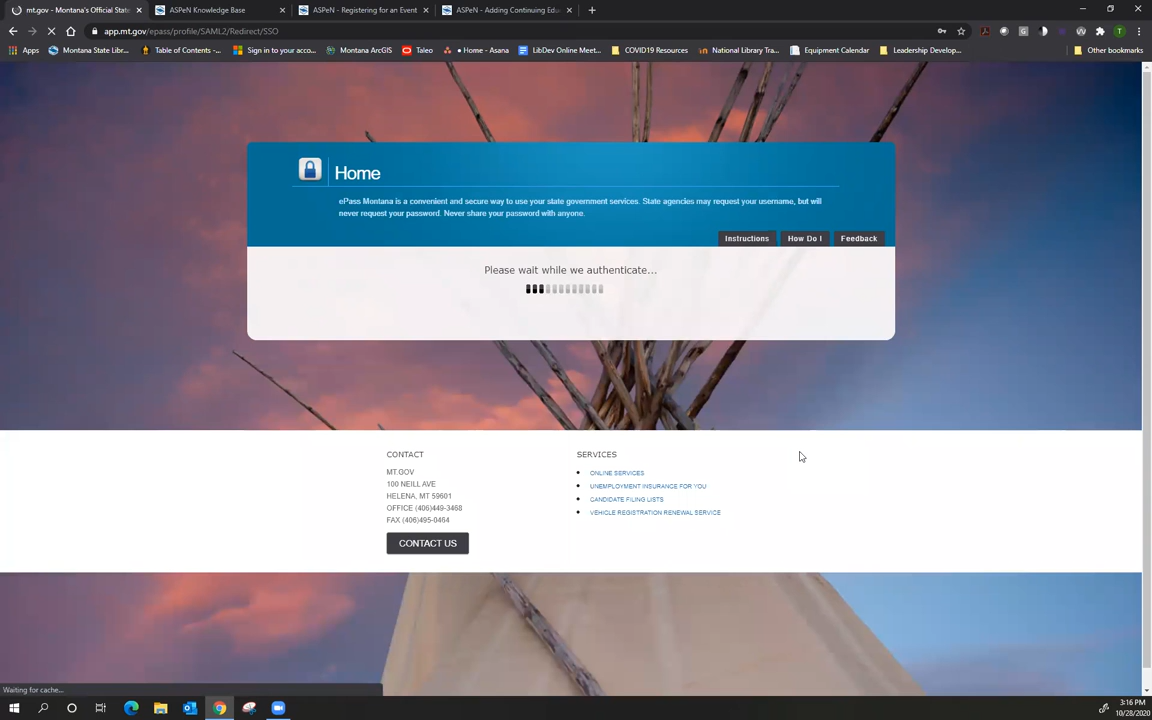 mt.gov - Montana's Official Stat
ASPeN Knowledge Base
ASPeN - Registering for an Event
ASPeN - Adding Continuing Edu
app.mt.gov/epass/profile/SAML2/Redirect/SSO
Apps
Montana State Libr...
Table of Contents -...
Sign in to your acco...
Montana ArcGIS
Taleo
Home - Asana
LibDev Online Meet...
COVID19 Resources
National Library Tra...
Equipment Calendar
Leadership Develop...
Other bookmarks
Home
ePass Montana is a convenient and secure way to use your state government services. State agencies may request your username, but will
never request your password. Never share your password with anyone.
Instructions
How Do I
Feedback
Please wait while we authenticate...
CONTACT
MT.GOV
100 NEILL AVE
HELENA, MT 59601
OFFICE (406)449-3468
FAX (406)495-0464
CONTACT US
SERVICES
ONLINE SERVICES
UNEMPLOYMENT INSURANCE FOR YOU
CANDIDATE FILING LISTS
VEHICLE REGISTRATION RENEWAL SERVICE
Waiting for cache...
3:16 PM
10/28/2020